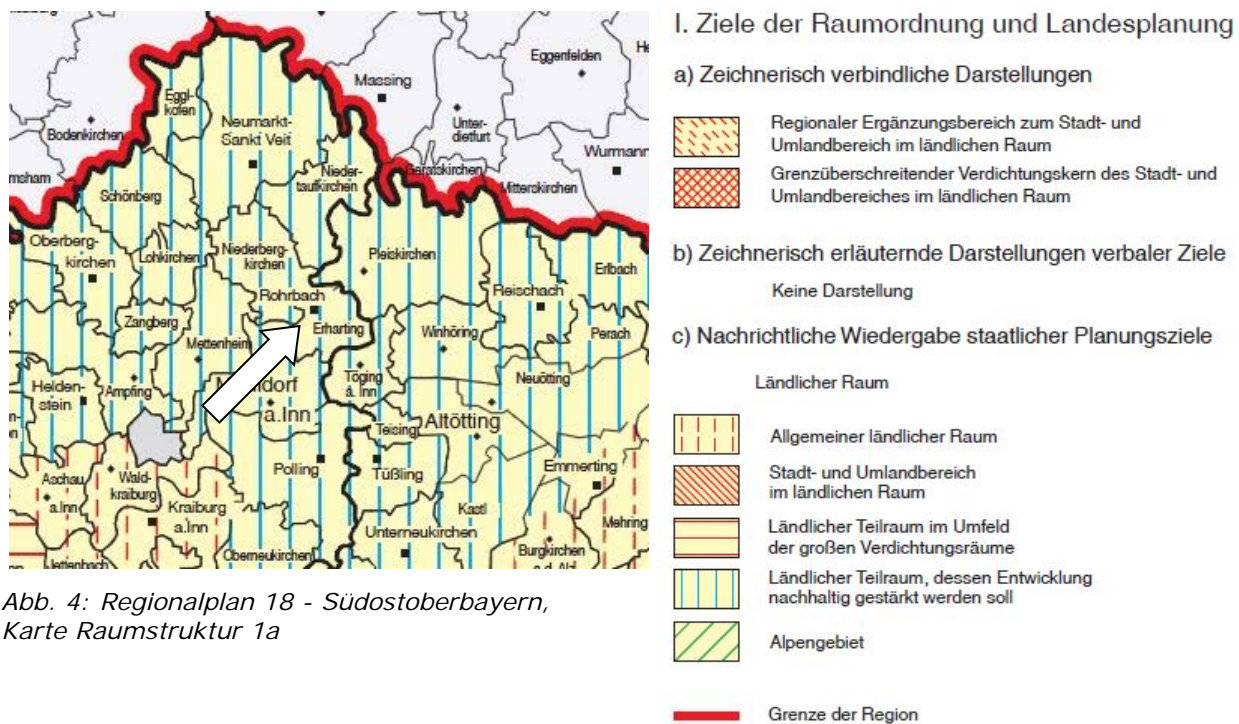 Eggenfelden
Massing
Eggl-
kofen
Bodenkirchen
Neumarkt-
Sankt Veit
Unter-
dietfurt
Wurmann
Geratskirchen
Mitterskirchen
Nieder-
taufkirchen
Schönberg
Oberberg-
kirchen
Lohkirchen
Niederberg-
kirchen
Pleiskirchen
Erlbach
Reischach
Rohrbach
Zangberg
Erharting
Winhöring
Perach
Mettenheim
Helden-
stein
Ampfing
Töging
a. Inn
Neuötting
a.Inn
Altötting
Teising
Polling
Tüßling
Emmerting
Aschau
a.Inn
Wald-
kraiburg
Kraiburg
a.Inn
Kastl
Mehring
Unterneukirchen
Oberneukirchen
Burgkirchen
a.d. Alz
Jettenbach
Abb. 4: Regionalplan 18 - Südostoberbayern,
Karte Raumstruktur 1a
I. Ziele der Raumordnung und Landesplanung
a) Zeichnerisch verbindliche Darstellungen
Regionaler Ergänzungsbereich zum Stadt- und
Umlandbereich im ländlichen Raum
Grenzüberschreitender Verdichtungskern des Stadt- und
Umlandbereiches im ländlichen Raum
b) Zeichnerisch erläuternde Darstellungen verbaler Ziele
Keine Darstellung
c) Nachrichtliche Wiedergabe staatlicher Planungsziele
Ländlicher Raum
Allgemeiner ländlicher Raum
Stadt- und Umlandbereich
im ländlichen Raum
Ländlicher Teilraum im Umfeld
der großen Verdichtungsräume
Ländlicher Teilraum, dessen Entwicklung
nachhaltig gestärkt werden soll
Alpengebiet
Grenze der Region